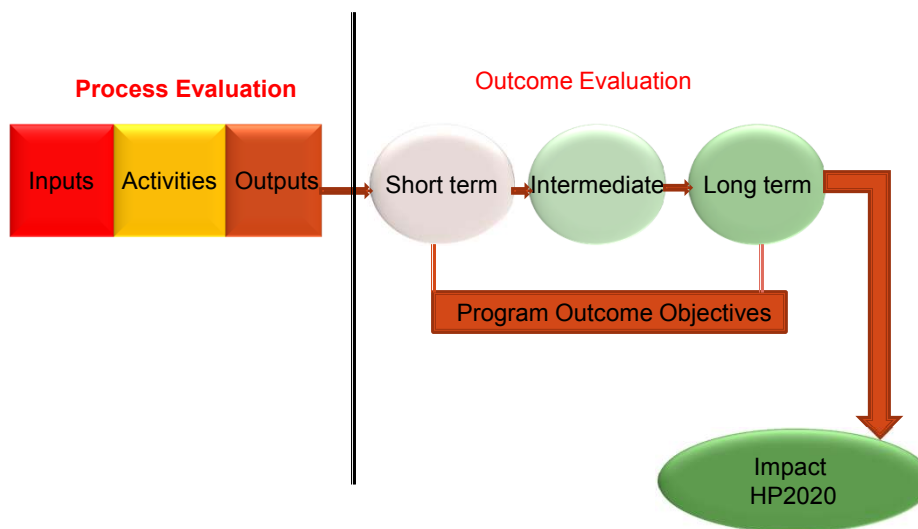 Process Evaluation
Outcome Evaluation
Inputs
Activities
Outputs
Short term
Intermediate
Long term
Program Outcome Objectives
Impact
HP2020